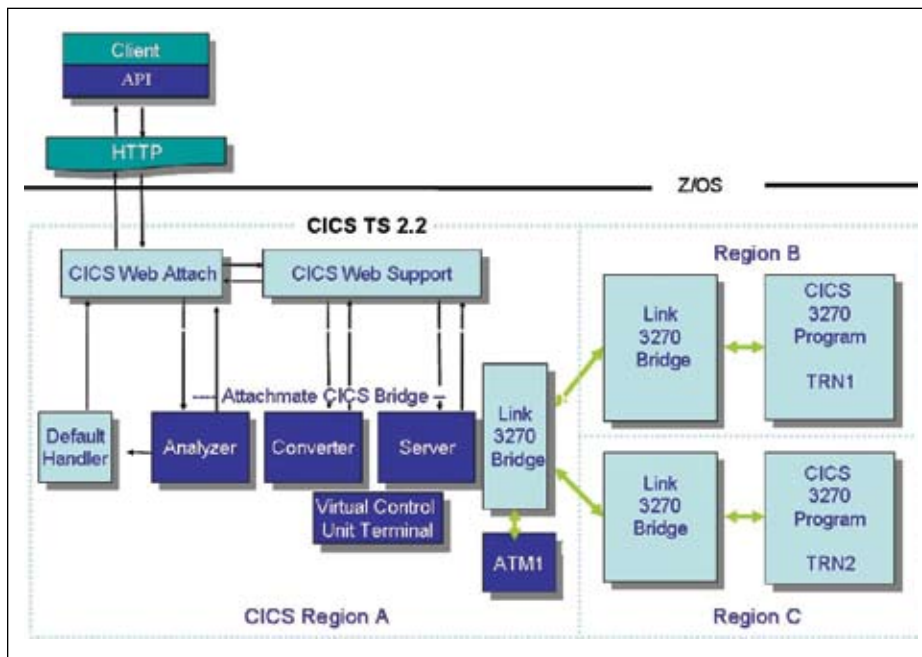 Client
API
HTTP
Z/OS
CICS TS 2.2
CICS Web Attach
CICS Web Support
Attachmate CICS Bridge
Default
Handler
Analyzer
Converter
Server
Virtual Control
Unit Terminal
Link
3270
Bridge
ATM1
CICS Region A
Region B
Link
3270
Bridge
CICS
3270
Program
TRN1
Link
3270
Bridge
CICS
3270
Program
TRN2
Region C